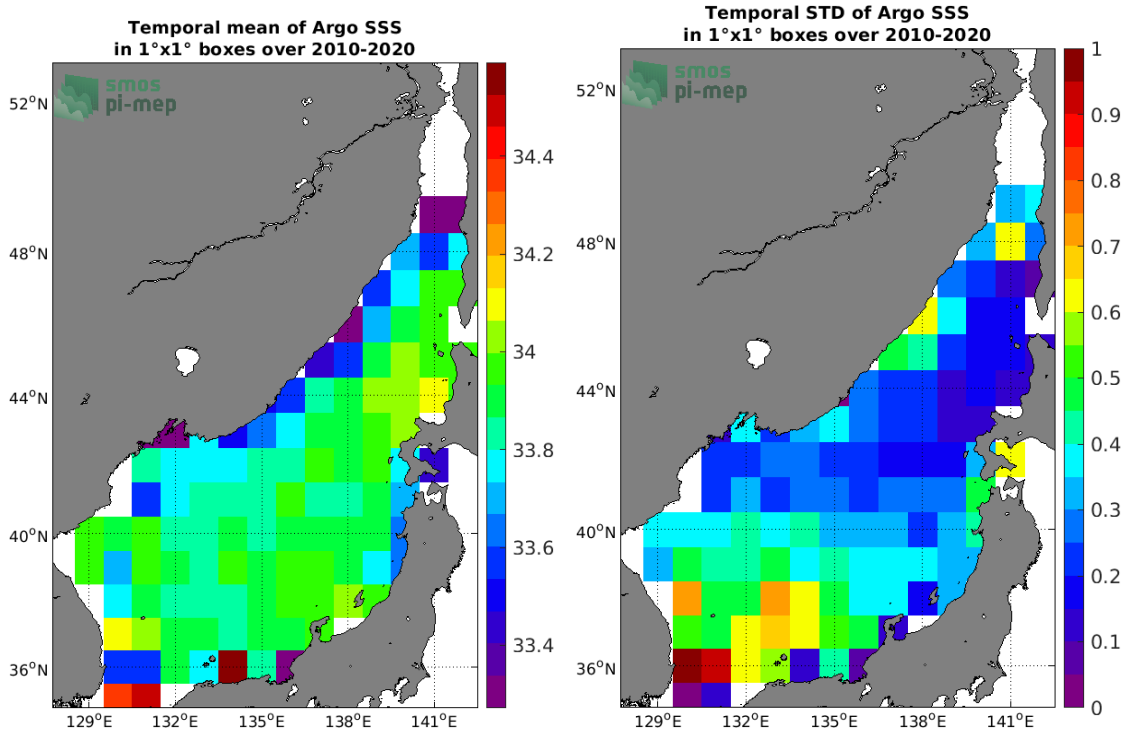 Temporal mean of Argo SSS
in 1°x1° boxes over 2010-2020
smos
pi-mep
52°N
48°N
44°N
40°N
36°N
129°E
132°E
135°E
138°E
141°E
34.4
34.2
34
33.8
33.6
33.4
Temporal STD of Argo SSS
in 1°x1° boxes over 2010-2020
smos
pi-mep
52°N
48°N
44°N
40°N
36°N
129°E
132°E
135°E
138°E
141°E
1
0.9
0.8
0.7
0.6
0.5
0.4
0.3
0.2
0.1
0